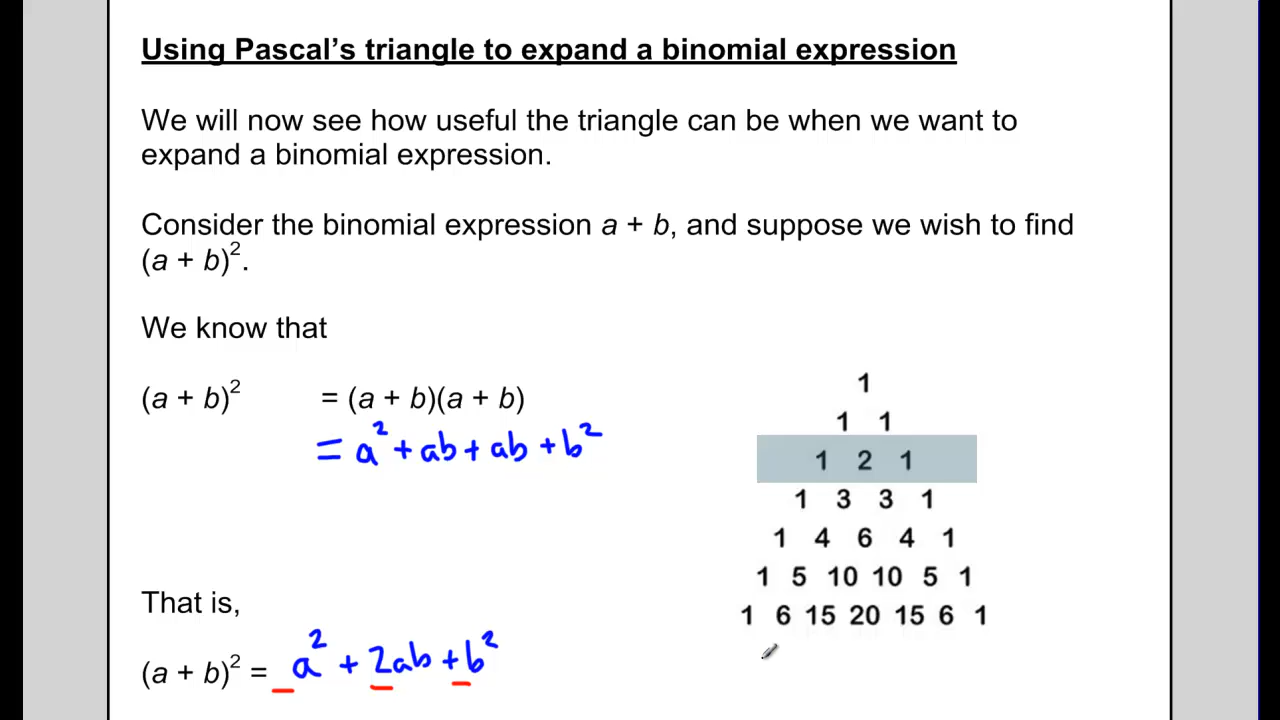 Using Pascal's triangle to expand a binomial expression
We will now see how useful the triangle can be when we want to
expand a binomial expression.
Consider the binomial expression a + b, and suppose we wish to find
(a + b)².
We know that
(a + b)² = (a + b)(a + b)
= a² + ab + ab + b²
That is,
(a + b)² = a² + 2ab + b²
1
1 1
1 2 1
1 3 3 1
1 4 6 4 1
1 5 10 10 5 1
1 6 15 20 15 6 1